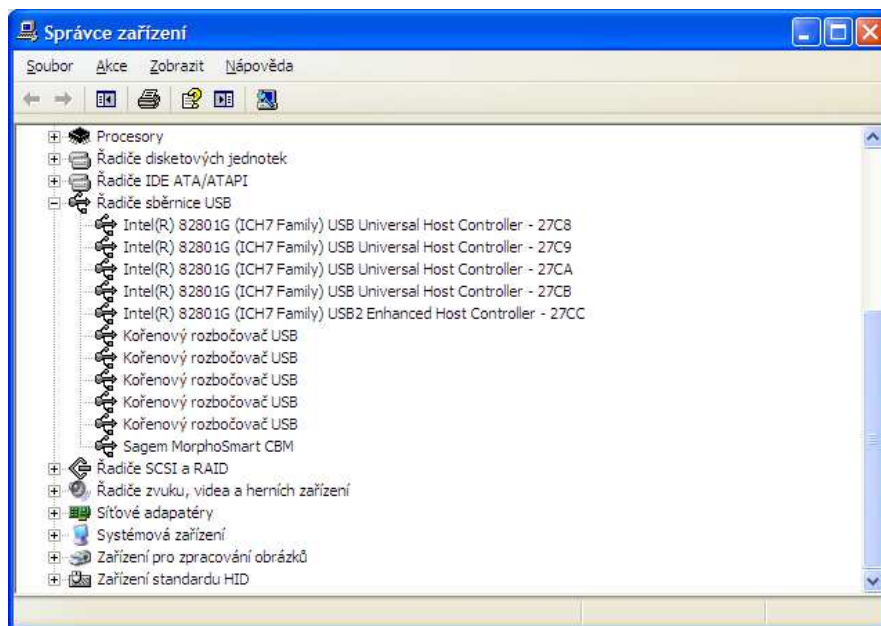 Správce zařízení
Soubor Akce Zobrazit Nápověda
Procesory
Řadiče disketových jednotek
Řadiče IDE ATA/ATAPI
Řadiče sběrnice USB
Intel(R) 82801G (ICH7 Family) USB Universal Host Controller - 27C8
Intel(R) 82801G (ICH7 Family) USB Universal Host Controller - 27C9
Intel(R) 82801G (ICH7 Family) USB Universal Host Controller - 27CA
Intel(R) 82801G (ICH7 Family) USB Universal Host Controller - 27CB
Intel(R) 82801G (ICH7 Family) USB2 Enhanced Host Controller - 27CC
Kořenový rozbočovač USB
Kořenový rozbočovač USB
Kořenový rozbočovač USB
Kořenový rozbočovač USB
Kořenový rozbočovač USB
Sagem MorphoSmart CBM
Řadiče SCSI a RAID
Řadiče zvuku, videa a herních zařízení
Síťové adapatéry
Systémová zařízení
Zařízení pro zpracování obrázků
Zařízení standardu HID